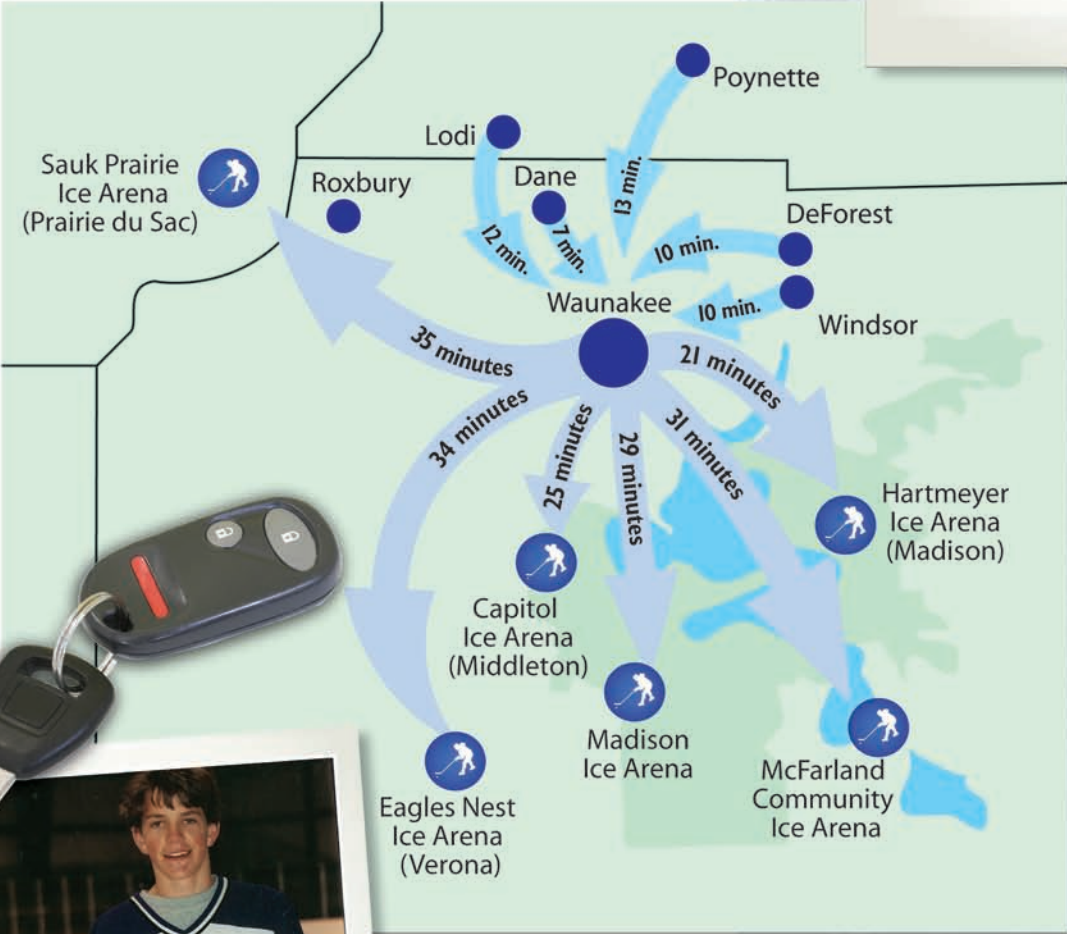 Poynette
Lodi
13 min.
Sauk Prairie
Ice Arena
(Prairie du Sac)
Roxbury
Dane
DeForest
12 min.
7 min.
10 min.
Waunakee
10 min.
Windsor
35 minutes
21 minutes
34 minutes
25 minutes
29 minutes
31 minutes
Hartmeyer
Ice Arena
(Madison)
Capitol
Ice Arena
(Middleton)
Madison
Ice Arena
McFarland
Community
Ice Arena
Eagles Nest
Ice Arena
(Verona)